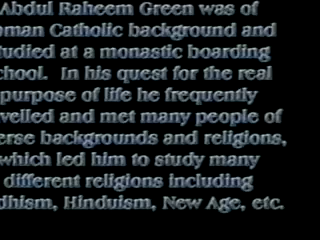 Abdul Raheem Green was of
oman Catholic background and
tudied at a monastic boarding
chool. In his quest for the real
purpose of life he frequently
velled and met many people of
erse backgrounds and religions,
which led him to study many
different religions including
dhism, Hinduism, New Age, etc.